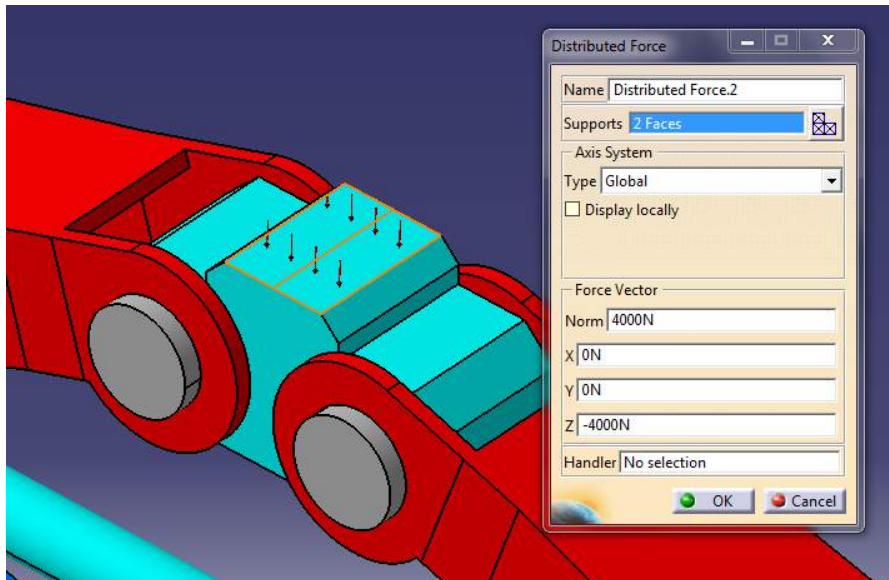 Distributed Force
Name Distributed Force.2
Supports 2 Faces
Axis System
Type Global
Display locally
Force Vector
Norm 4000N
X 0N
Y 0N
Z -4000N
Handler No selection
OK Cancel